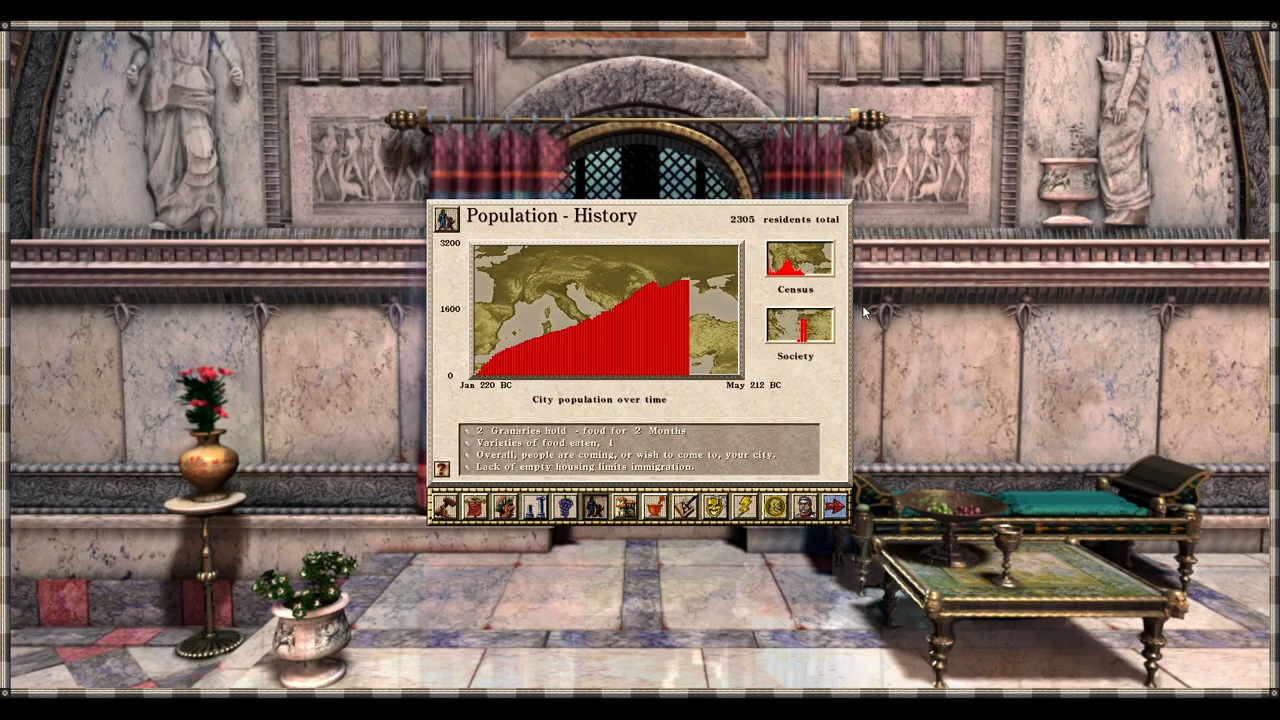 Population - History
2305 residents total
3200
1600
0
Jan 220 BC
May 212 BC
City population over time
Census
Society
2 Granaries hold - food for 2 Months
Varieties of food eaten, 1
Overall, people are coming, or wish to come to, your city.
Lack of empty housing limits immigration.
?